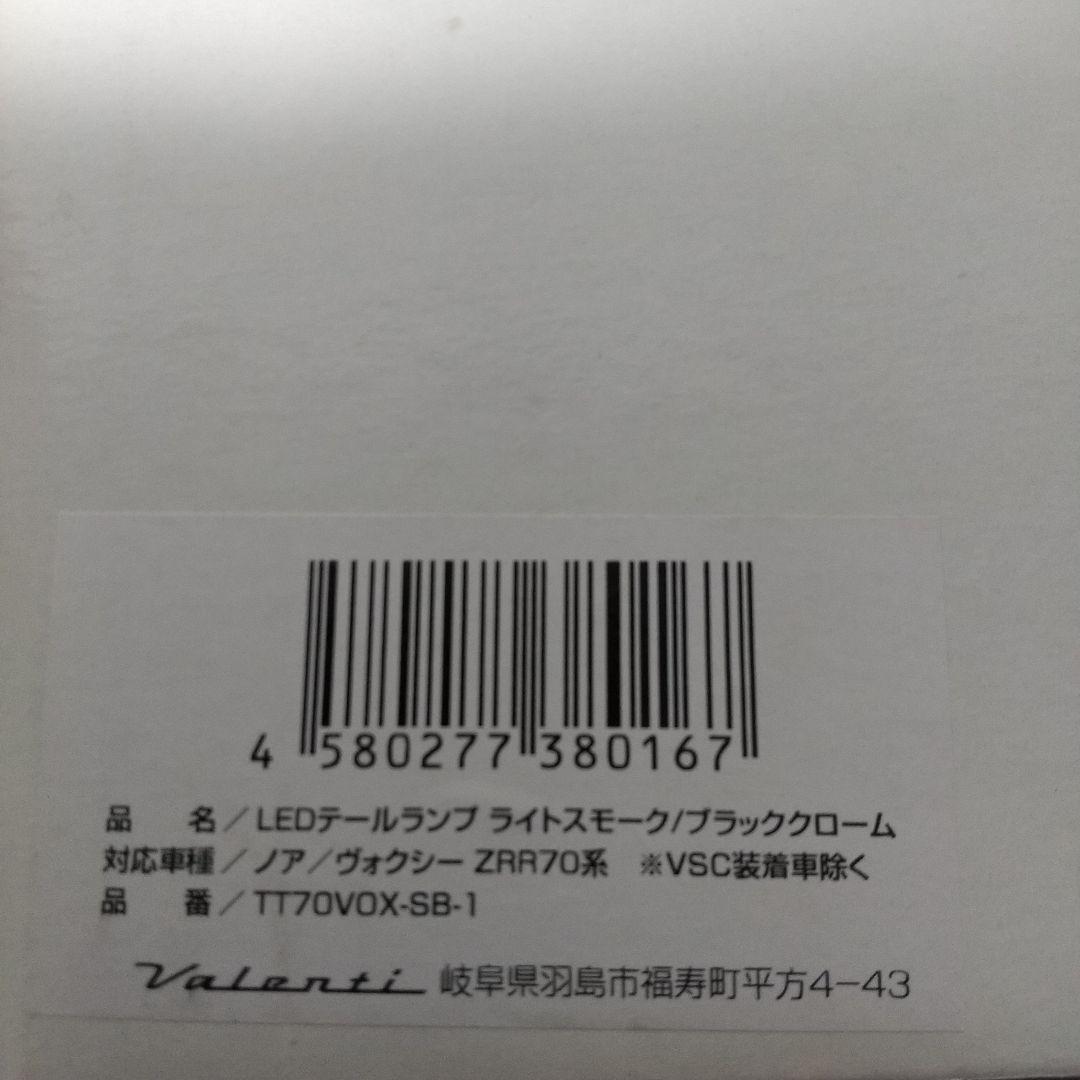 4 580277 380167
品　名／LEDテールランプ ライトスモーク/ブラッククローム
対応車種／ノア／ヴォクシー ZRR70系　※VSC装着車除く
品　番／TT70VOX-SB-1
Valenti 岐阜県羽島市福寿町平方4-43